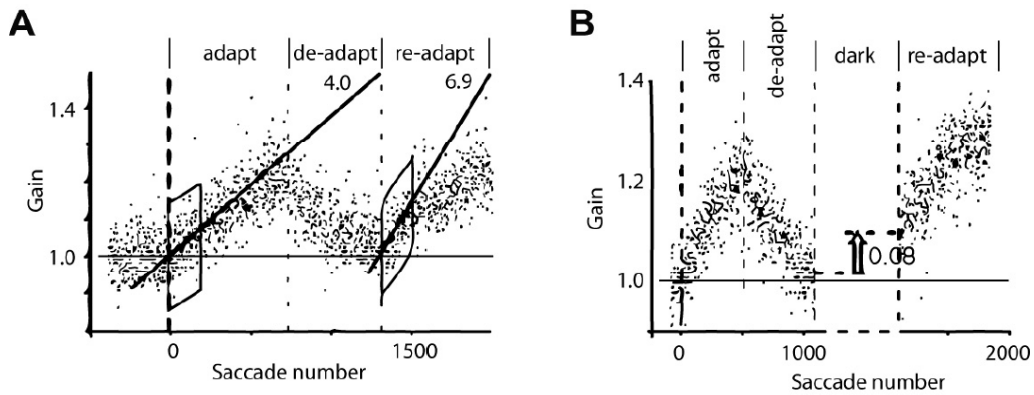 A
adapt
de-adapt
re-adapt
4.0
6.9
1.4
1.0
Gain
0
1500
Saccade number
B
adapt
de-adapt
dark
re-adapt
1.4
1.2
1.0
Gain
0.08
0
1000
2000
Saccade number